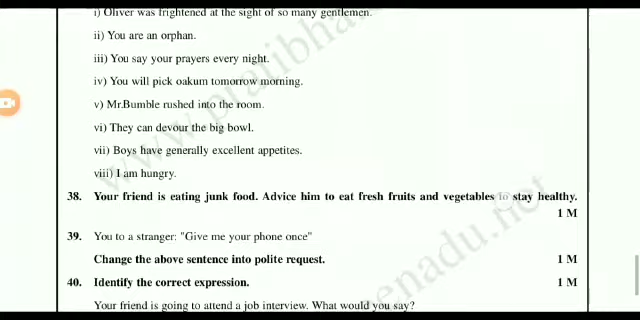 i) Oliver was frightened at the sight of so many gentlemen.
ii) You are an orphan.
iii) You say your prayers every night.
iv) You will pick oakum tomorrow morning.
v) Mr.Bumble rushed into the room.
vi) They can devour the big bowl.
vii) Boys have generally excellent appetites.
viii) I am hungry.
38. Your friend is eating junk food. Advice him to eat fresh fruits and vegetables to stay healthy.
1 M
39. You to a stranger: "Give me your phone once"
Change the above sentence into polite request. 1 M
40. Identify the correct expression. 1 M
Your friend is going to attend a job interview. What would you say?